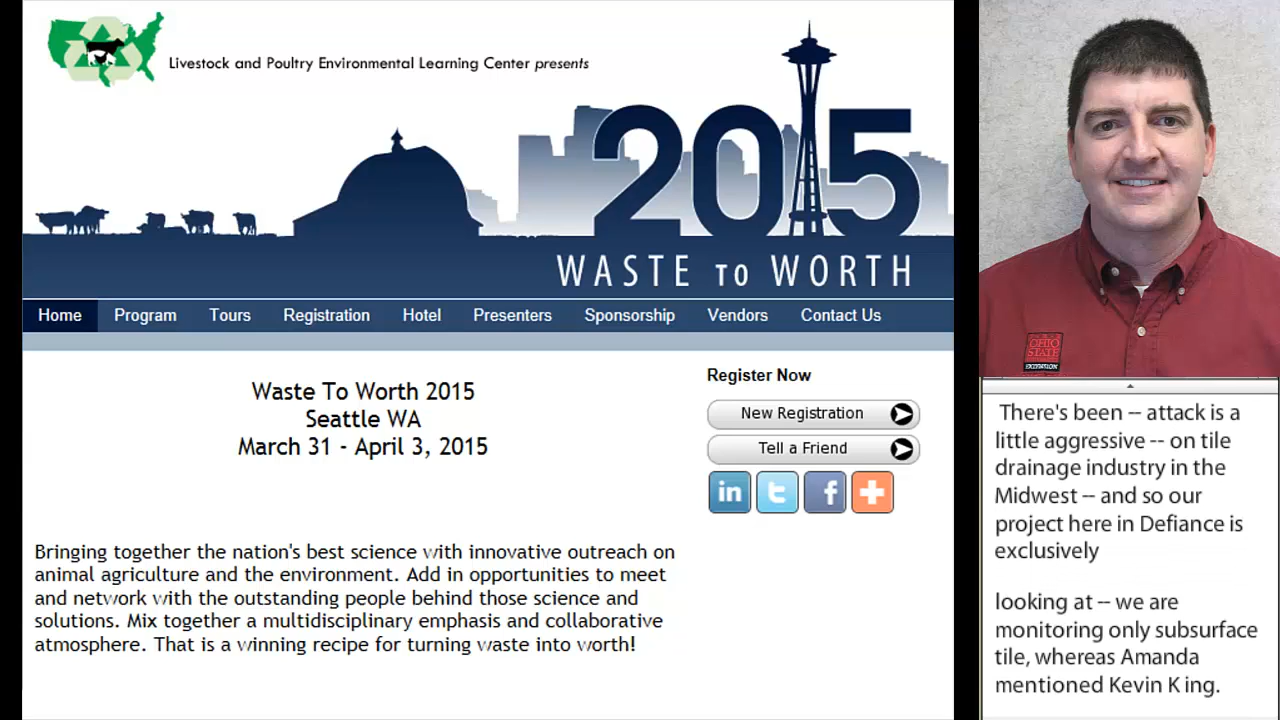 Livestock and Poultry Environmental Learning Center presents
2015
WASTE TO WORTH
Home Program Tours Registration Hotel Presenters Sponsorship Vendors Contact Us
Waste To Worth 2015
Seattle WA
March 31 - April 3, 2015
Register Now
New Registration
Tell a Friend
in t f
Bringing together the nation's best science with innovative outreach on
animal agriculture and the environment. Add in opportunities to meet
and network with the outstanding people behind those science and
solutions. Mix together a multidisciplinary emphasis and collaborative
atmosphere. That is a winning recipe for turning waste into worth!
OHIO
STATE
EXTENSION
There's been -- attack is a
little aggressive -- on tile
drainage industry in the
Midwest -- and so our
project here in Defiance is
exclusively
looking at -- we are
monitoring only subsurface
tile, whereas Amanda
mentioned Kevin K ing.